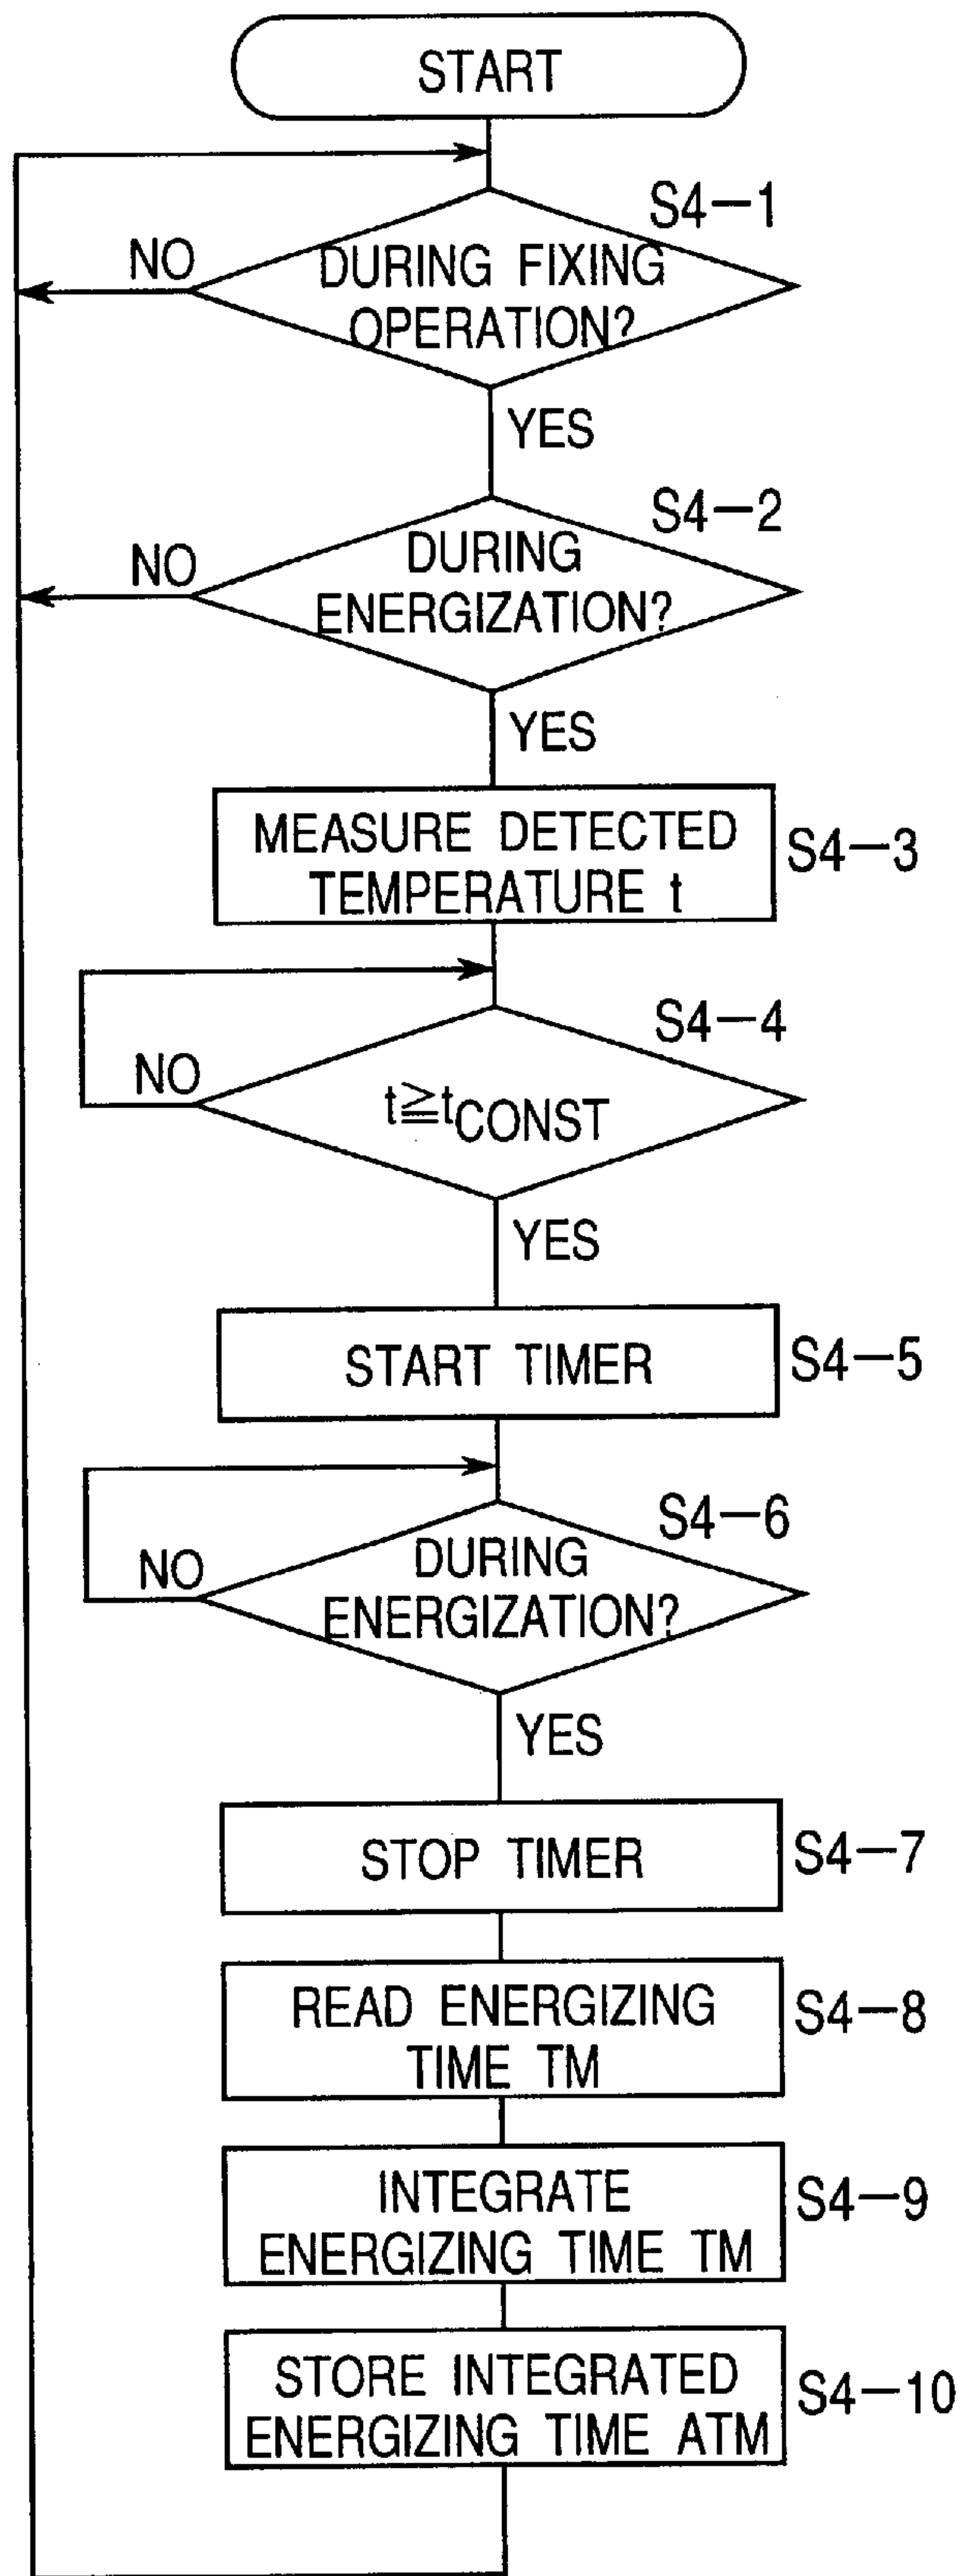 START
S4-1
NO
DURING FIXING
OPERATION?
YES
S4-2
NO
DURING
ENERGIZATION?
YES
MEASURE DETECTED
TEMPERATURE t
S4-3
S4-4
NO
t≧tCONST
YES
START TIMER
S4-5
S4-6
NO
DURING
ENERGIZATION?
YES
STOP TIMER
S4-7
READ ENERGIZING
TIME TM
S4-8
INTEGRATE
ENERGIZING TIME TM
S4-9
STORE INTEGRATED
ENERGIZING TIME ATM
S4-10